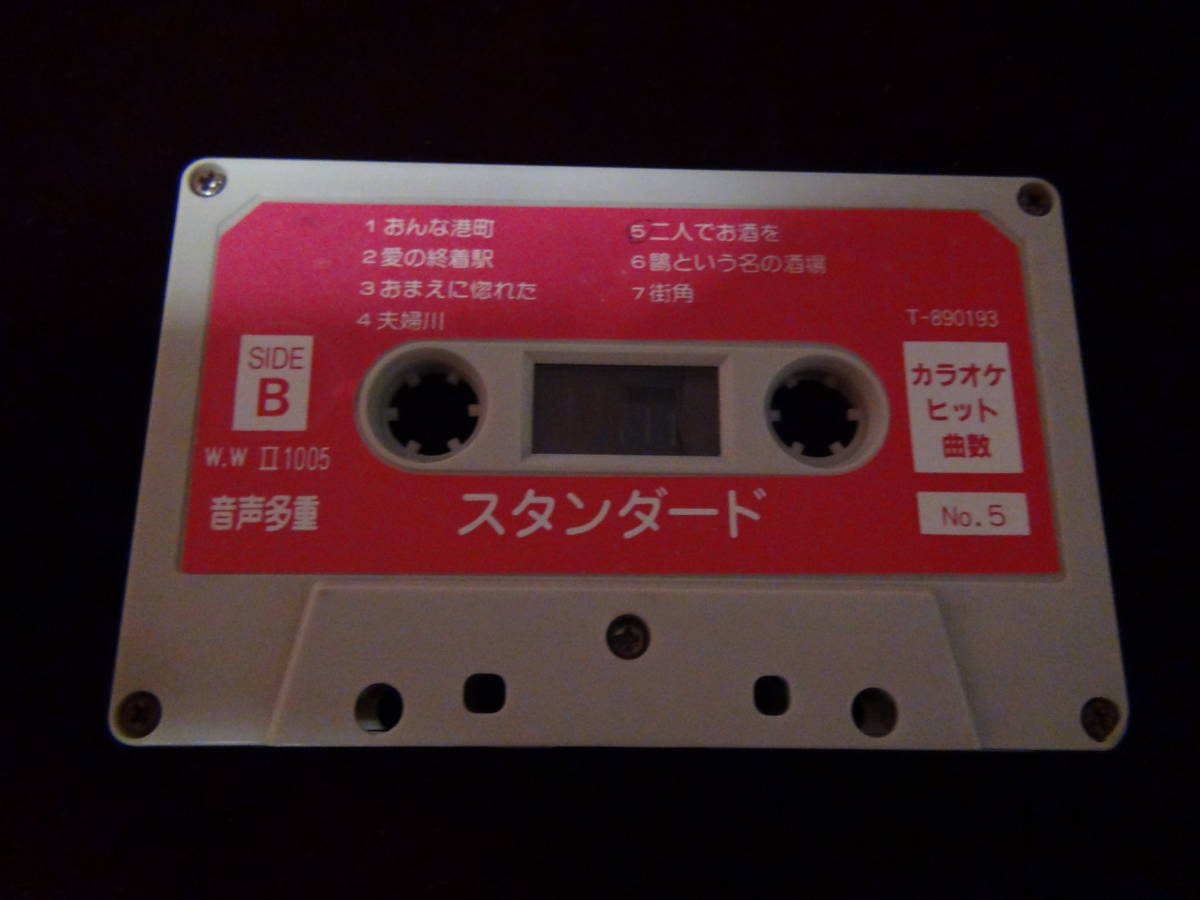 1 おんな港町
2 愛の終着駅
3 おまえに惚れた
4 夫婦川
5 二人でお酒を
6 鷗という名の酒場
7 街角
T-890193
SIDE
B
カラオケ
ヒット
曲数
W.W II 1005
音声多重
スタンダード
No.5